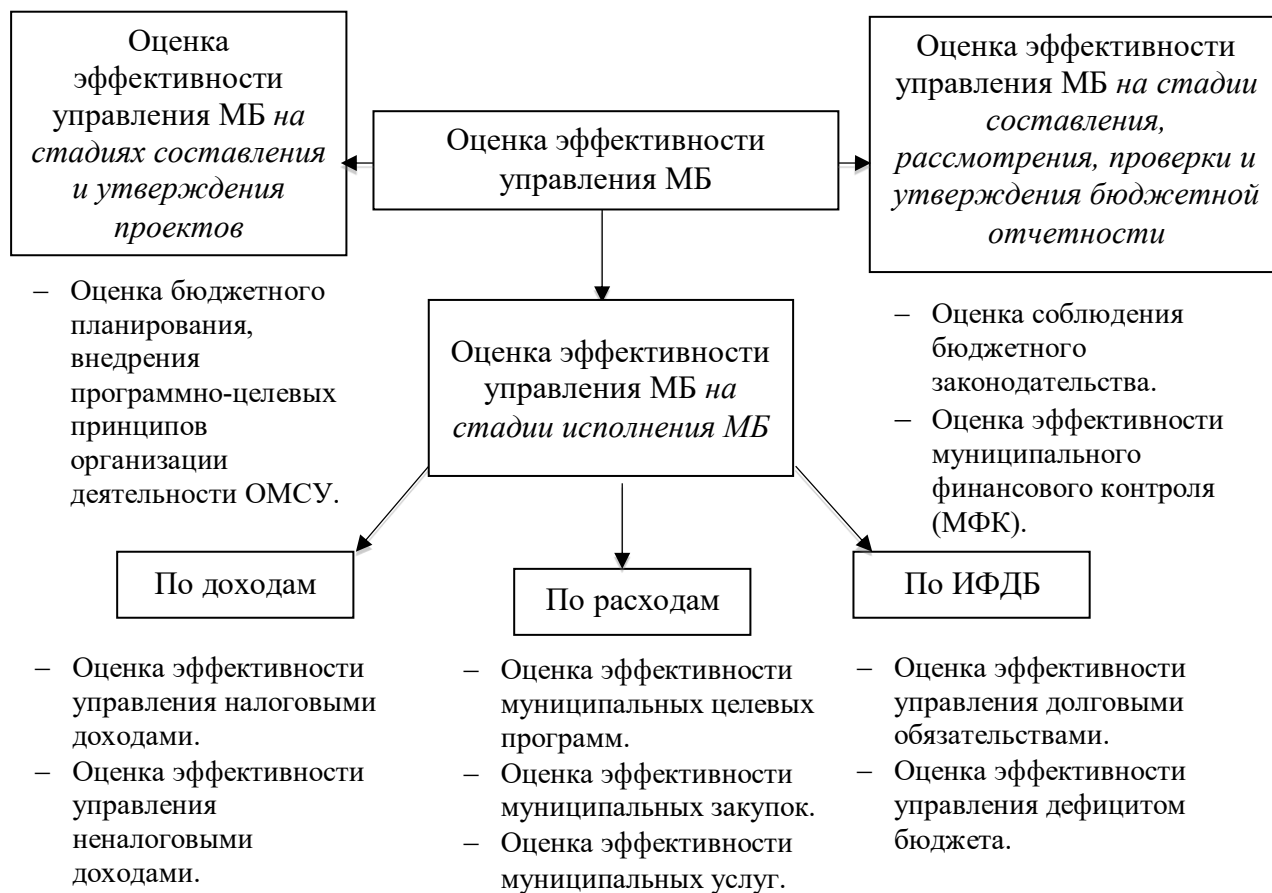 Оценка
эффективности
управления МБ на
стадиях составления
и утверждения
проектов
Оценка эффективности
управления МБ
Оценка эффективности
управления МБ на стадии
составления,
рассмотрения, проверки и
утверждения бюджетной
отчетности
– Оценка бюджетного
планирования,
внедрения
программно-целевых
принципов
организации
деятельности ОМСУ.
Оценка эффективности
управления МБ на
стадии исполнения МБ
– Оценка соблюдения
бюджетного
законодательства.
– Оценка эффективности
муниципального
финансового контроля
(МФК).
По доходам
По расходам
По ИФДБ
– Оценка эффективности
управления налоговыми
доходами.
– Оценка эффективности
управления
неналоговыми
доходами.
– Оценка эффективности
муниципальных целевых
программ.
– Оценка эффективности
муниципальных закупок.
– Оценка эффективности
муниципальных услуг.
– Оценка эффективности
управления долговыми
обязательствами.
– Оценка эффективности
управления дефицитом
бюджета.